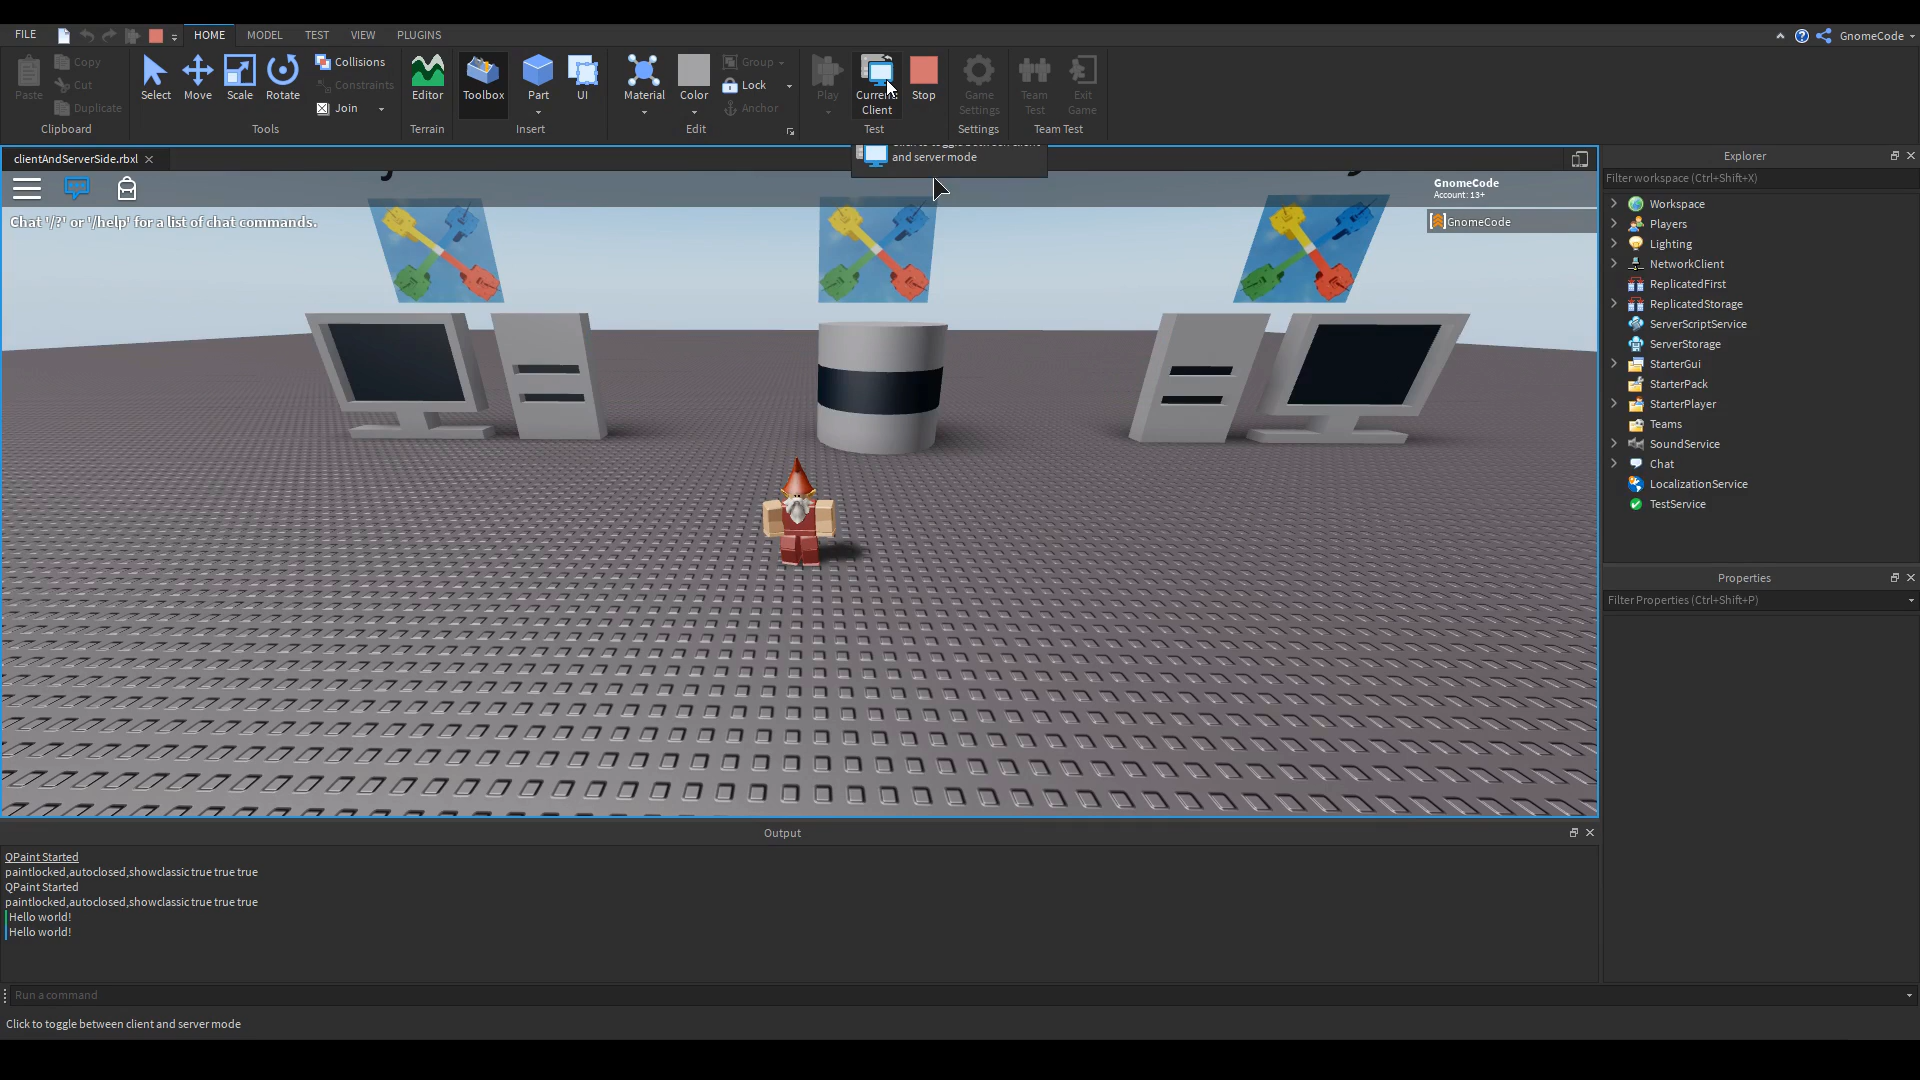 FILE HOME MODEL TEST VIEW PLUGINS GnomeCode
Paste Copy Cut Duplicate
Clipboard
Select Move Scale Rotate Collisions Constraints Join
Tools
Editor
Terrain
Toolbox Part UI
Insert
Material Color Group Lock Anchor
Edit
Play Current: Client Stop
Test
Game Settings
Settings
Team Test Exit Game
Team Test
clientAndServerSide.rbxl
and server mode
Chat '/?' or '/help' for a list of chat commands.
GnomeCode
Account: 13+
GnomeCode
Explorer
Filter workspace (Ctrl+Shift+X)
Workspace
Players
Lighting
NetworkClient
ReplicatedFirst
ReplicatedStorage
ServerScriptService
ServerStorage
StarterGui
StarterPack
StarterPlayer
Teams
SoundService
Chat
LocalizationService
TestService
Properties
Filter Properties (Ctrl+Shift+P)
Output
QPaint Started
paintlocked,autoclosed,showclassic true true true
QPaint Started
paintlocked,autoclosed,showclassic true true true
Hello world!
Hello world!
Run a command
Click to toggle between client and server mode